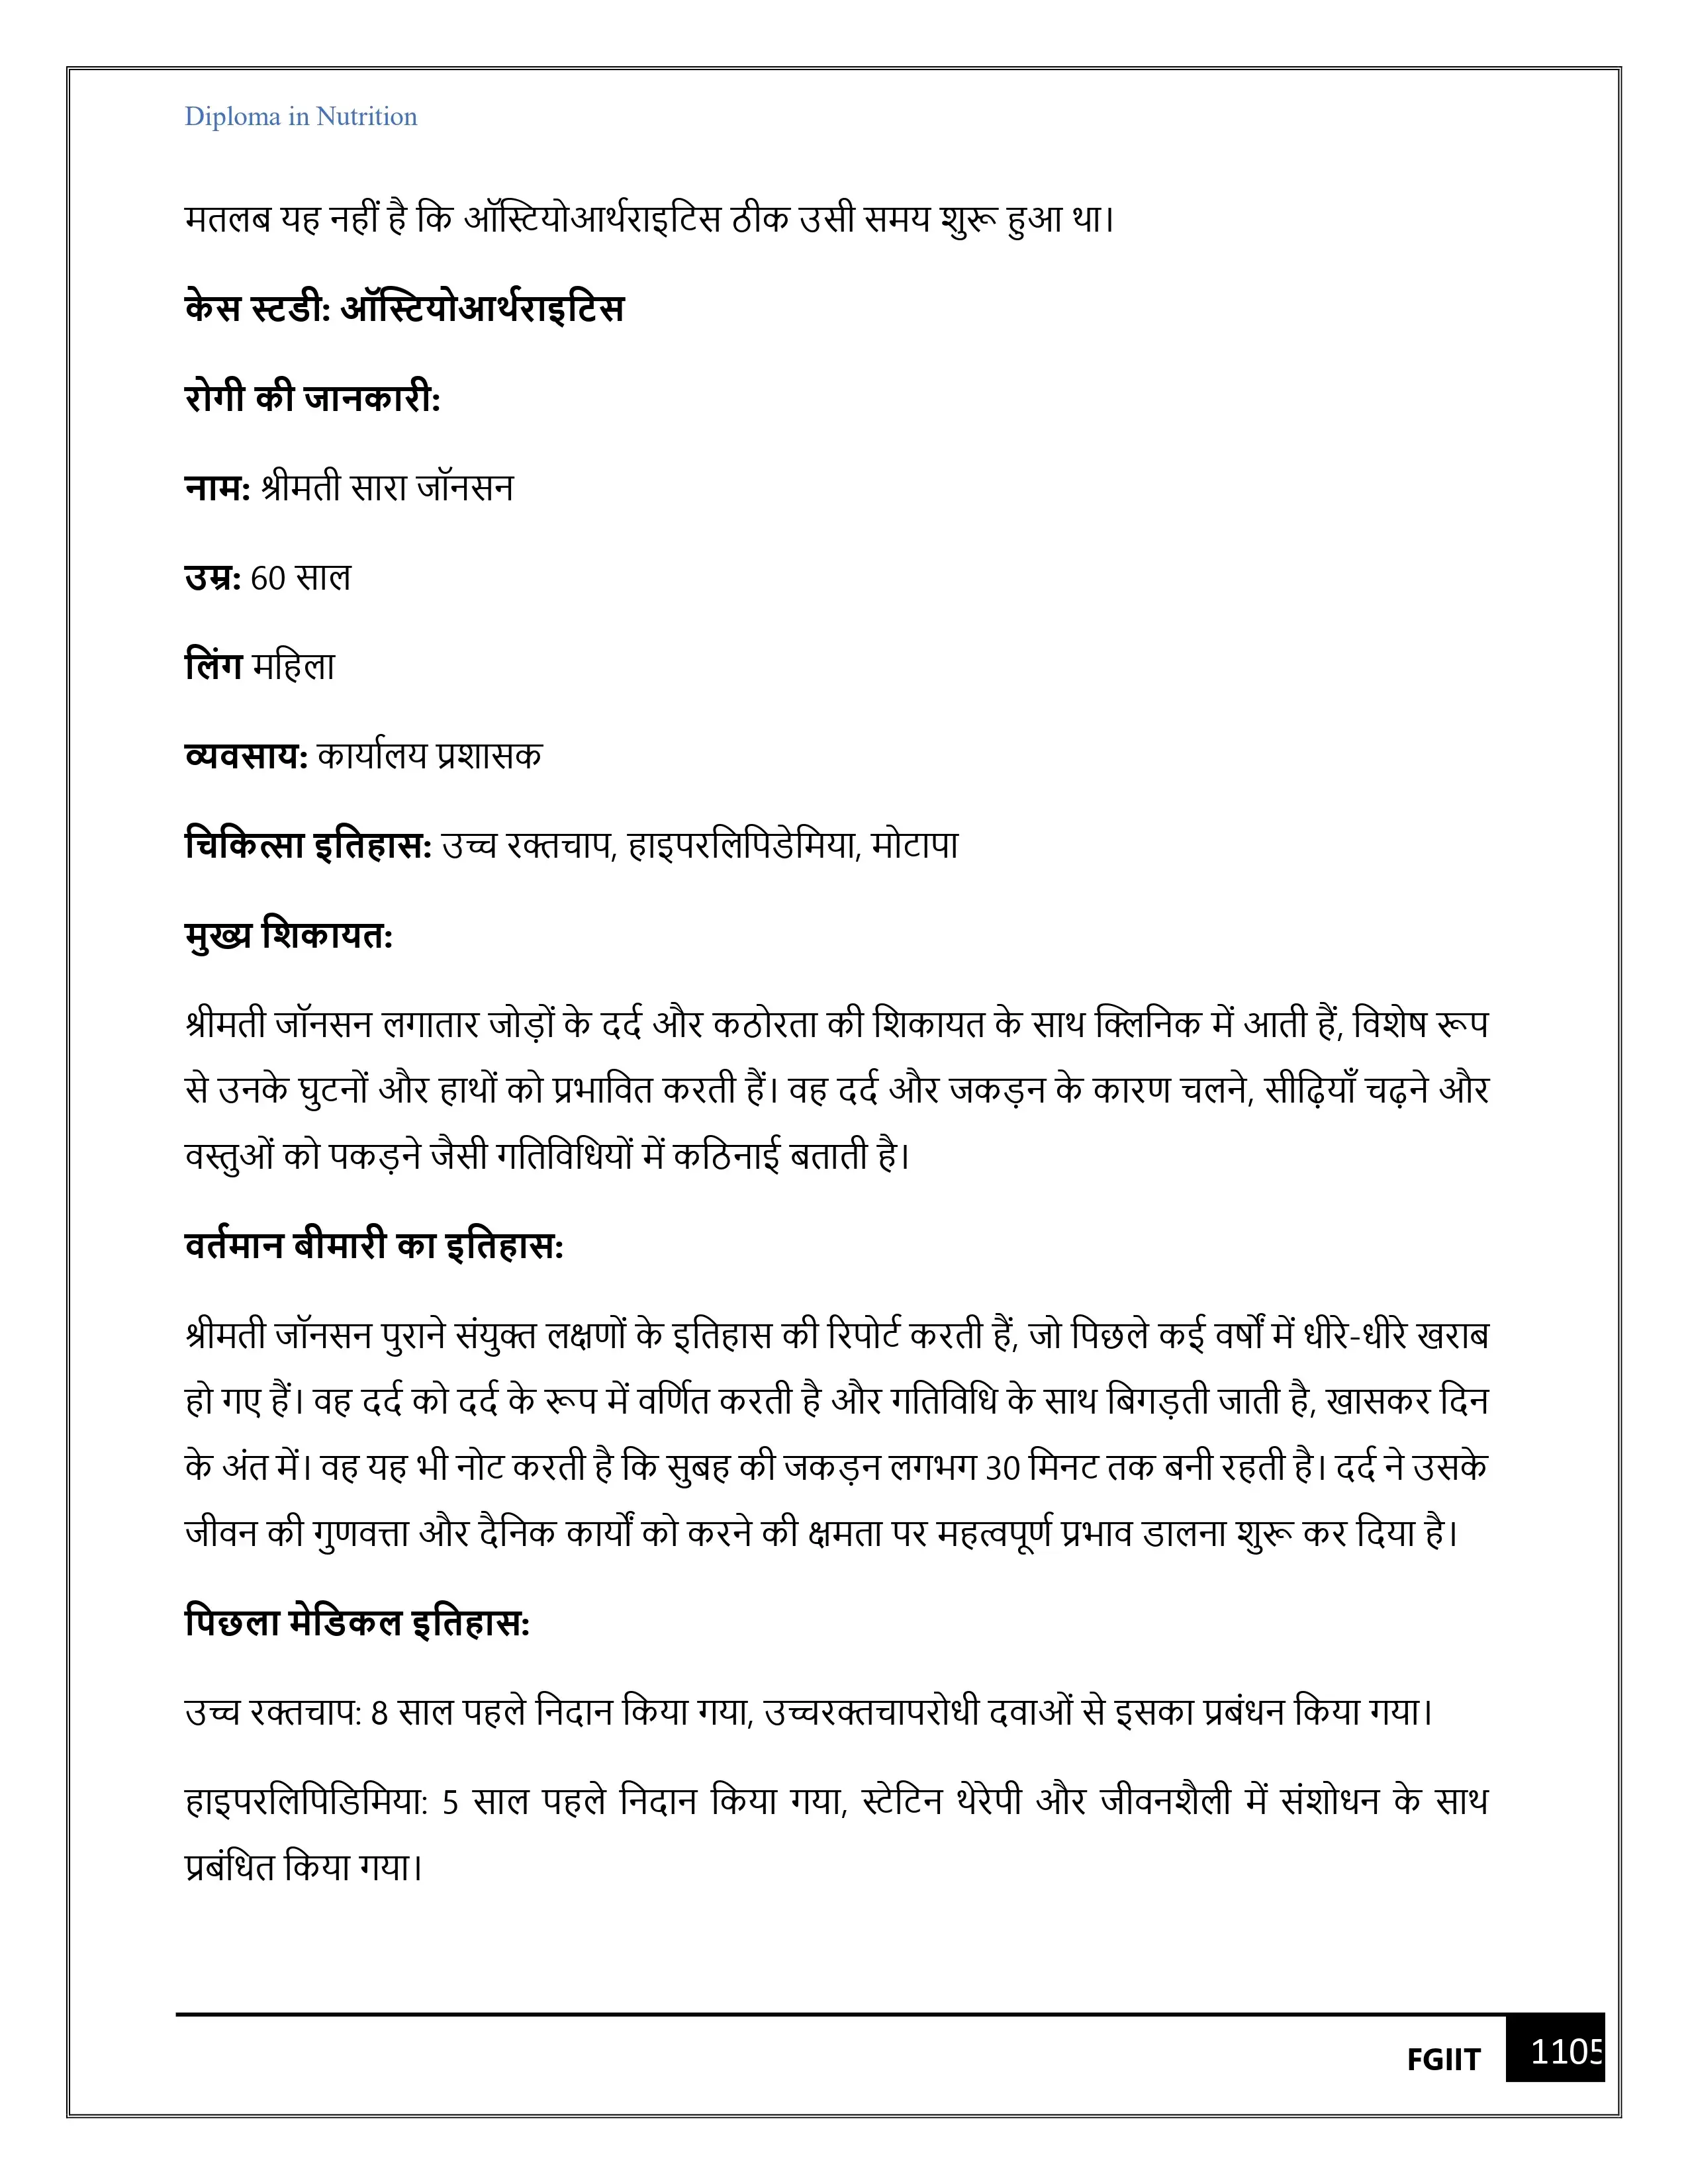 Diploma in Nutrition
मतलब यह नहीं है कि ऑस्टियोआर्थराइटिस ठीक उसी समय शुरू हुआ था।
केस स्टडी: ऑस्टियोआर्थराइटिस
रोगी की जानकारी:
नाम: श्रीमती सारा जॉनसन
उम्र: 60 साल
लिंग महिला
व्यवसाय: कार्यालय प्रशासक
चिकित्सा इतिहास: उच्च रक्तचाप, हाइपरलिपिडेमिया, मोटापा
मुख्य शिकायत:
श्रीमती जॉनसन लगातार जोड़ों के दर्द और कठोरता की शिकायत के साथ क्लिनिक में आती हैं, विशेष रूप
से उनके घुटनों और हाथों को प्रभावित करती हैं। वह दर्द और जकड़न के कारण चलने, सीढ़ियाँ चढ़ने और
वस्तुओं को पकड़ने जैसी गतिविधियों में कठिनाई बताती है।
वर्तमान बीमारी का इतिहास:
श्रीमती जॉनसन पुराने संयुक्त लक्षणों के इतिहास की रिपोर्ट करती हैं, जो पिछले कई वर्षों में धीरे-धीरे खराब
हो गए हैं। वह दर्द को दर्द के रूप में वर्णित करती है और गतिविधि के साथ बिगड़ती जाती है, खासकर दिन
के अंत में। वह यह भी नोट करती है कि सुबह की जकड़न लगभग 30 मिनट तक बनी रहती है। दर्द ने उसके
जीवन की गुणवत्ता और दैनिक कार्यों को करने की क्षमता पर महत्वपूर्ण प्रभाव डालना शुरू कर दिया है।
पिछला मेडिकल इतिहास:
उच्च रक्तचाप: 8 साल पहले निदान किया गया, उच्चरक्तचापरोधी दवाओं से इसका प्रबंधन किया गया।
हाइपरलिपिडिमिया: 5 साल पहले निदान किया गया, स्टेटिन थेरेपी और जीवनशैली में संशोधन के साथ
प्रबंधित किया गया।
FGIIT 1105